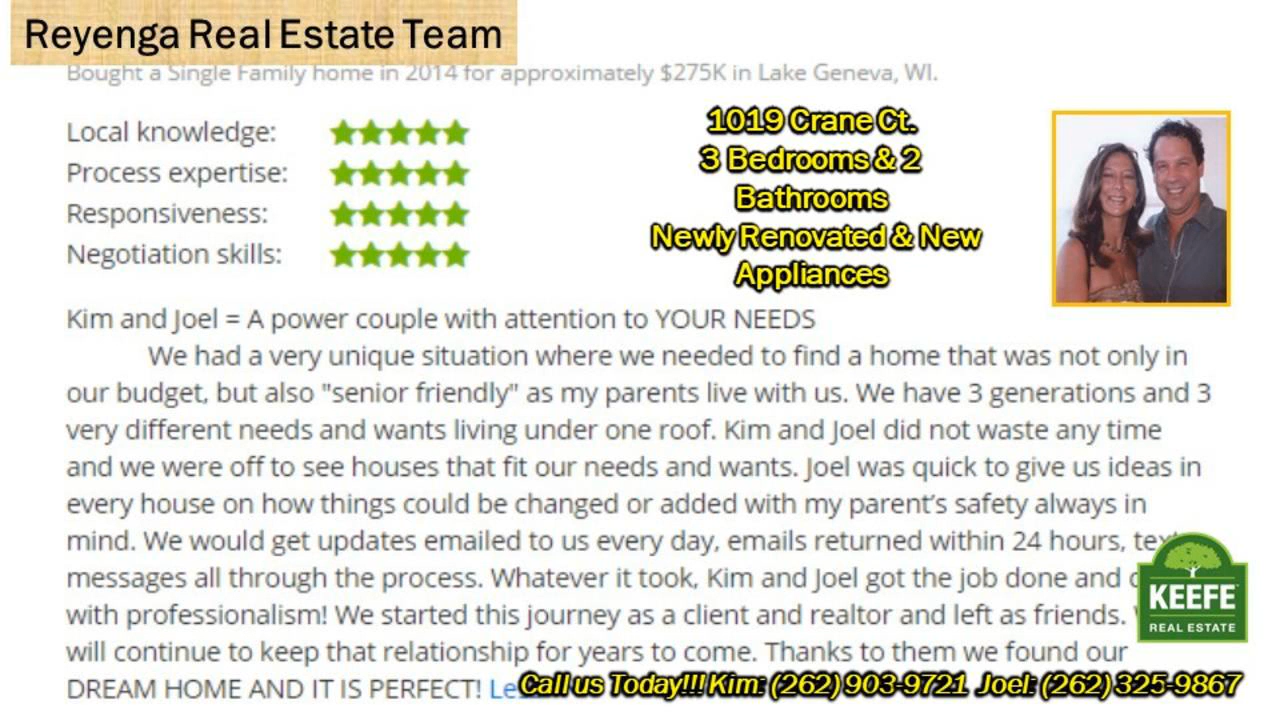 Reyenga Real Estate Team
Bought a Single Family home in 2014 for approximately $275K in Lake Geneva, WI.
Local knowledge:
Process expertise:
Responsiveness:
Negotiation skills:
1019 Crane Ct.
3 Bedrooms & 2
Bathrooms
Newly Renovated & New
Appliances
Kim and Joel = A power couple with attention to YOUR NEEDS
We had a very unique situation where we needed to find a home that was not only in
our budget, but also "senior friendly" as my parents live with us. We have 3 generations and 3
very different needs and wants living under one roof. Kim and Joel did not waste any time
and we were off to see houses that fit our needs and wants. Joel was quick to give us ideas in
every house on how things could be changed or added with my parent’s safety always in
mind. We would get updates emailed to us every day, emails returned within 24 hours,
messages all through the process. Whatever it took, Kim and Joel got the job done and
with professionalism! We started this journey as a client and realtor and left as friends.
will continue to keep that relationship for years to come. Thanks to them we found our
DREAM HOME AND IT IS PERFECT!
KEEFE
REAL ESTATE
Call us Today!!! Kim: (262) 903-9721 Joel: (262) 325-9867